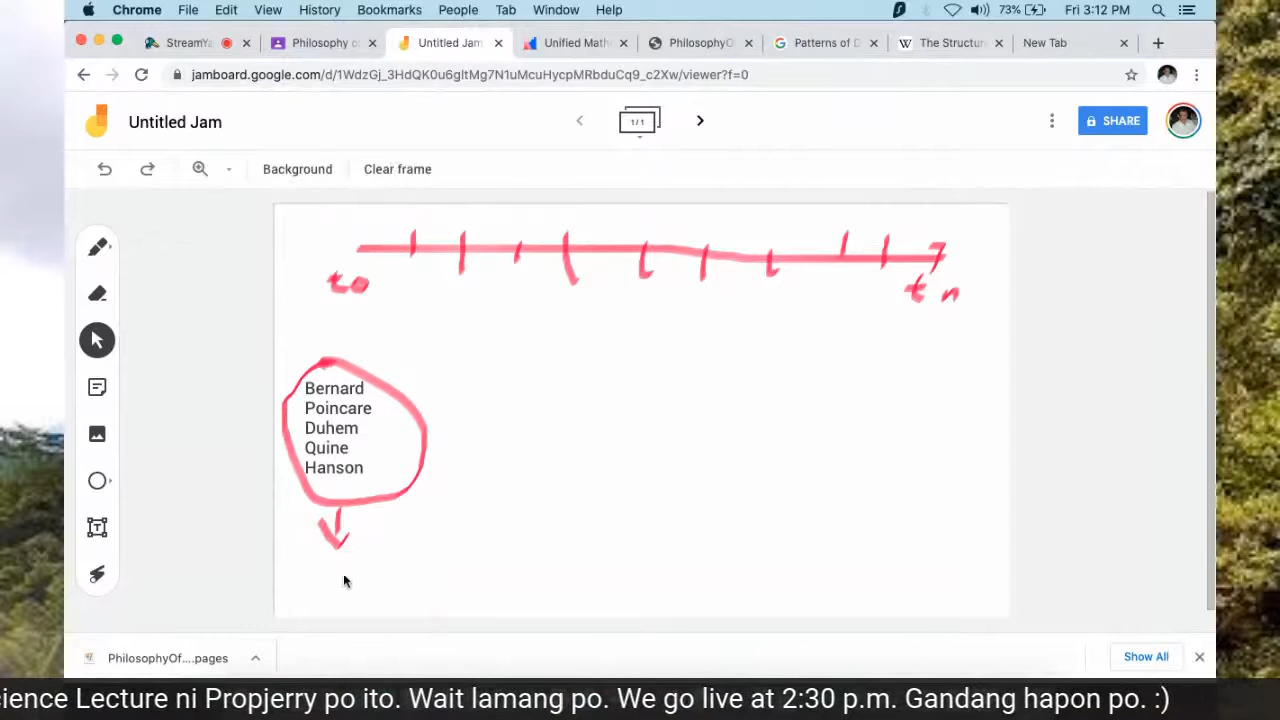 Chrome File Edit View History Bookmarks People Tab Window Help 73% Fri 3:12 PM
StreamYa Philosophy o Untitled Jam Unified Math PhilosophyO Patterns of D The Structur New Tab
jamboard.google.com/d/1WdzGj_3HdQK0u6gltMg7N1uMcuHycpMRbduCq9_c2Xw/viewer?f=0
Untitled Jam 1/1 SHARE
Background Clear frame
to
tn
Bernard
Poincare
Duhem
Quine
Hanson
PhilosophyOf....pages Show All
cience Lecture ni Propjerry po ito. Wait lamang po. We go live at 2:30 p.m. Gandang hapon po. :)